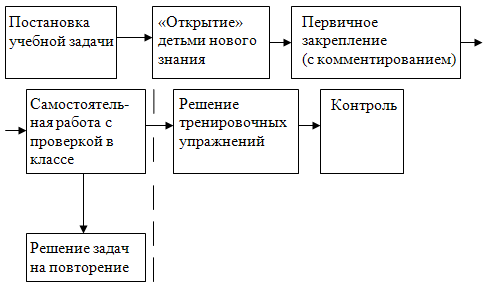 Постановка
учебной задачи
«Открытие»
детьми нового
знания
Первичное
закрепление
(с комментированием)
Самостоятель-
ная работа с
проверкой в
классе
Решение
тренировочных
упражнений
Контроль
Решение задач
на повторение